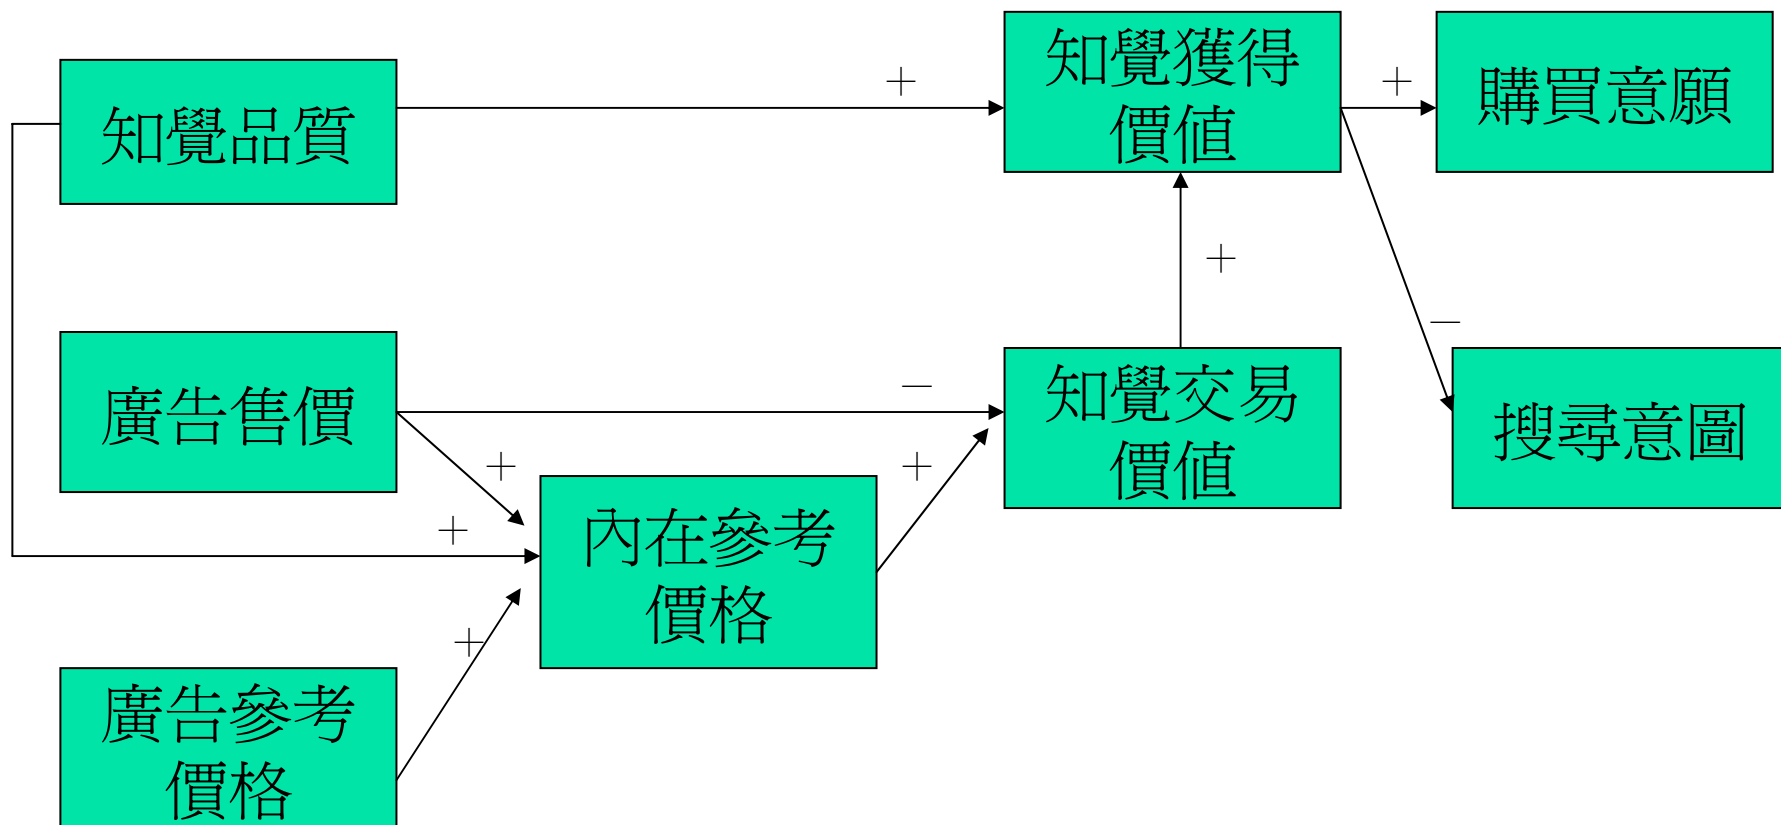 知覺獲得
價值
購買意願
+
+
知覺品質
+
知覺交易
價值
－
－
廣告售價
搜尋意圖
+
+
內在參考
價格
+
+
廣告參考
價格